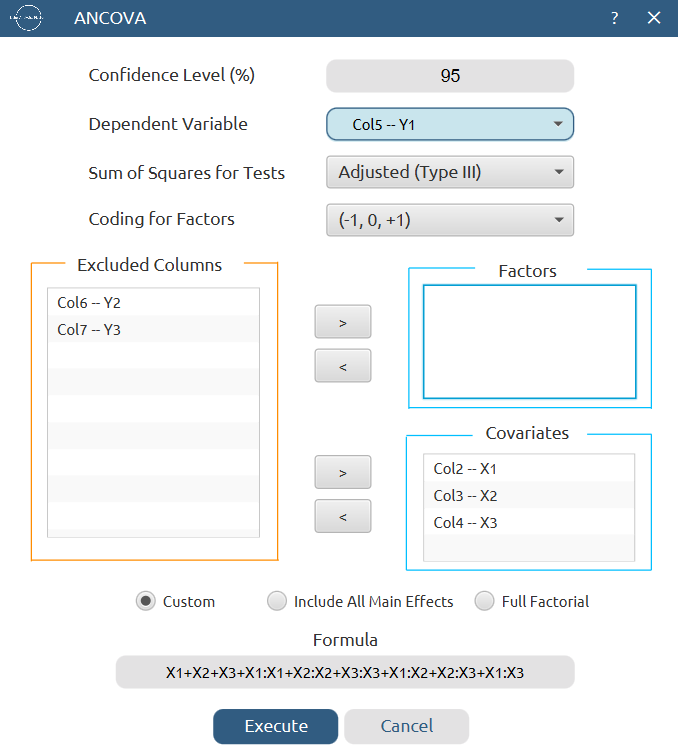 ANCOVA ?
Confidence Level (%) 95
Dependent Variable Col5 -- Y1
Sum of Squares for Tests Adjusted (Type III)
Coding for Factors (-1, 0, +1)
Excluded Columns
Col6 -- Y2
Col7 -- Y3
>
<
Factors
>
<
Covariates
Col2 -- X1
Col3 -- X2
Col4 -- X3
Custom Include All Main Effects Full Factorial
Formula
X1+X2+X3+X1:X1+X2:X2+X3:X3+X1:X2+X2:X3+X1:X3
Execute Cancel